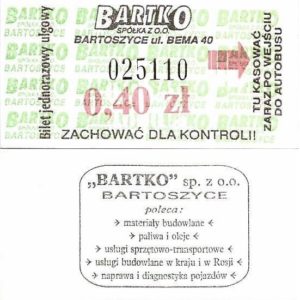 BARTKO
SPÓŁKA Z O.O.
BARTOSZYCE ul. BEMA 40
Bilet jednorazowy ulgowy
025110
0,40 zł
TU KASOWAĆ
ZARAZ PO WEJŚCIU
DO AUTOBUSU
ZACHOWAĆ DLA KONTROLI!
„BARTKO" sp. z o.o.
BARTOSZYCE
poleca:
materiały budowlane
paliwa i oleje
usługi sprzętowo-transportowe
usługi budowlane w kraju i w Rosji
naprawa i diagnostyka pojazdów